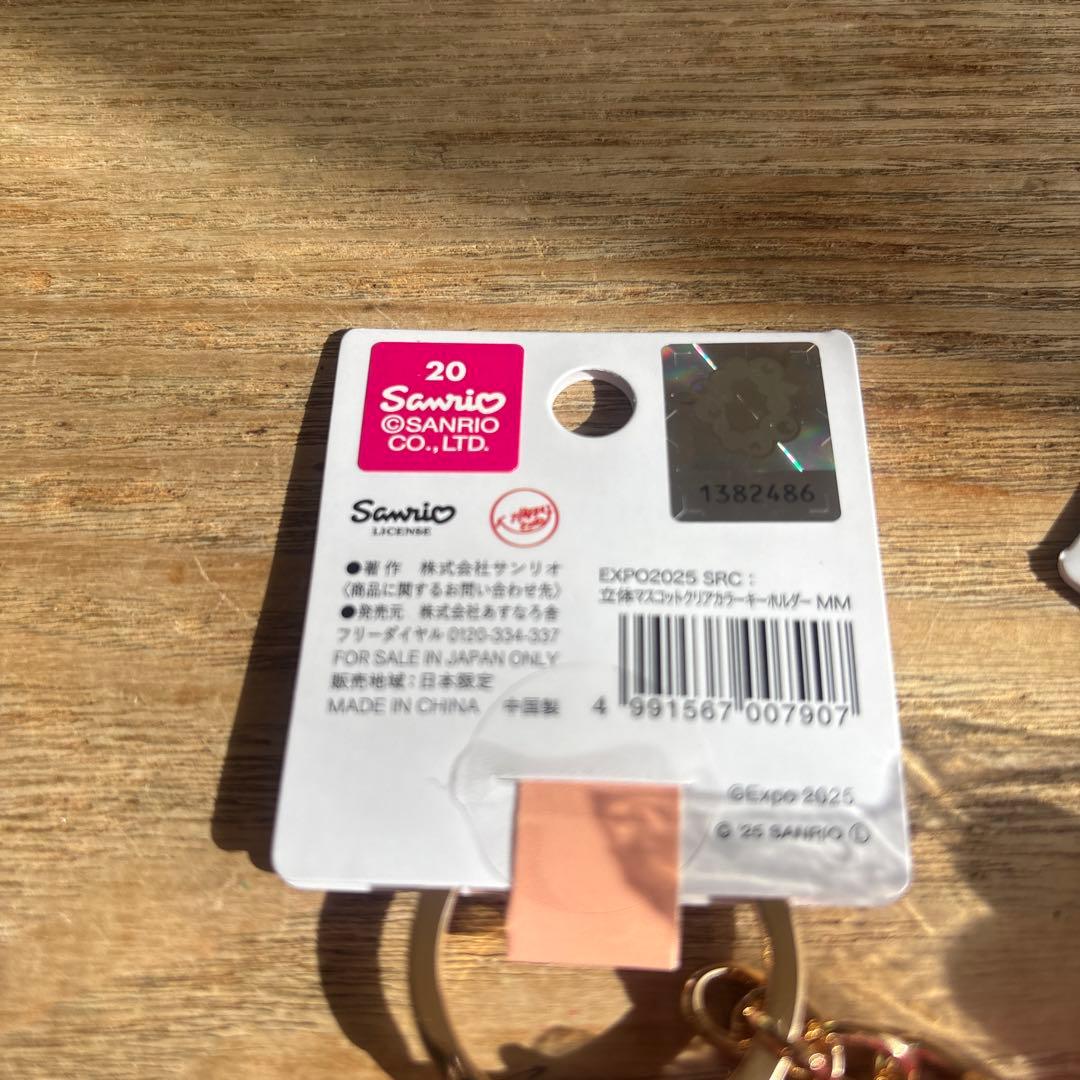 20
Sanrio
©SANRIO
CO.,LTD.
1382486
Sanrio
LICENSE
●著作 株式会社サンリオ
〈商品に関するお問い合わせ先〉
●発売元 株式会社あすなろ舎
フリーダイヤル 0120-334-337
FOR SALE IN JAPAN ONLY
販売地域:日本限定
MADE IN CHINA 中国製
EXPO2025 SRC:
立体マスコットクリアカラーキーホルダー MM
4 991567 007907
©Expo 2025
© '25 SANRIO Ⓛ